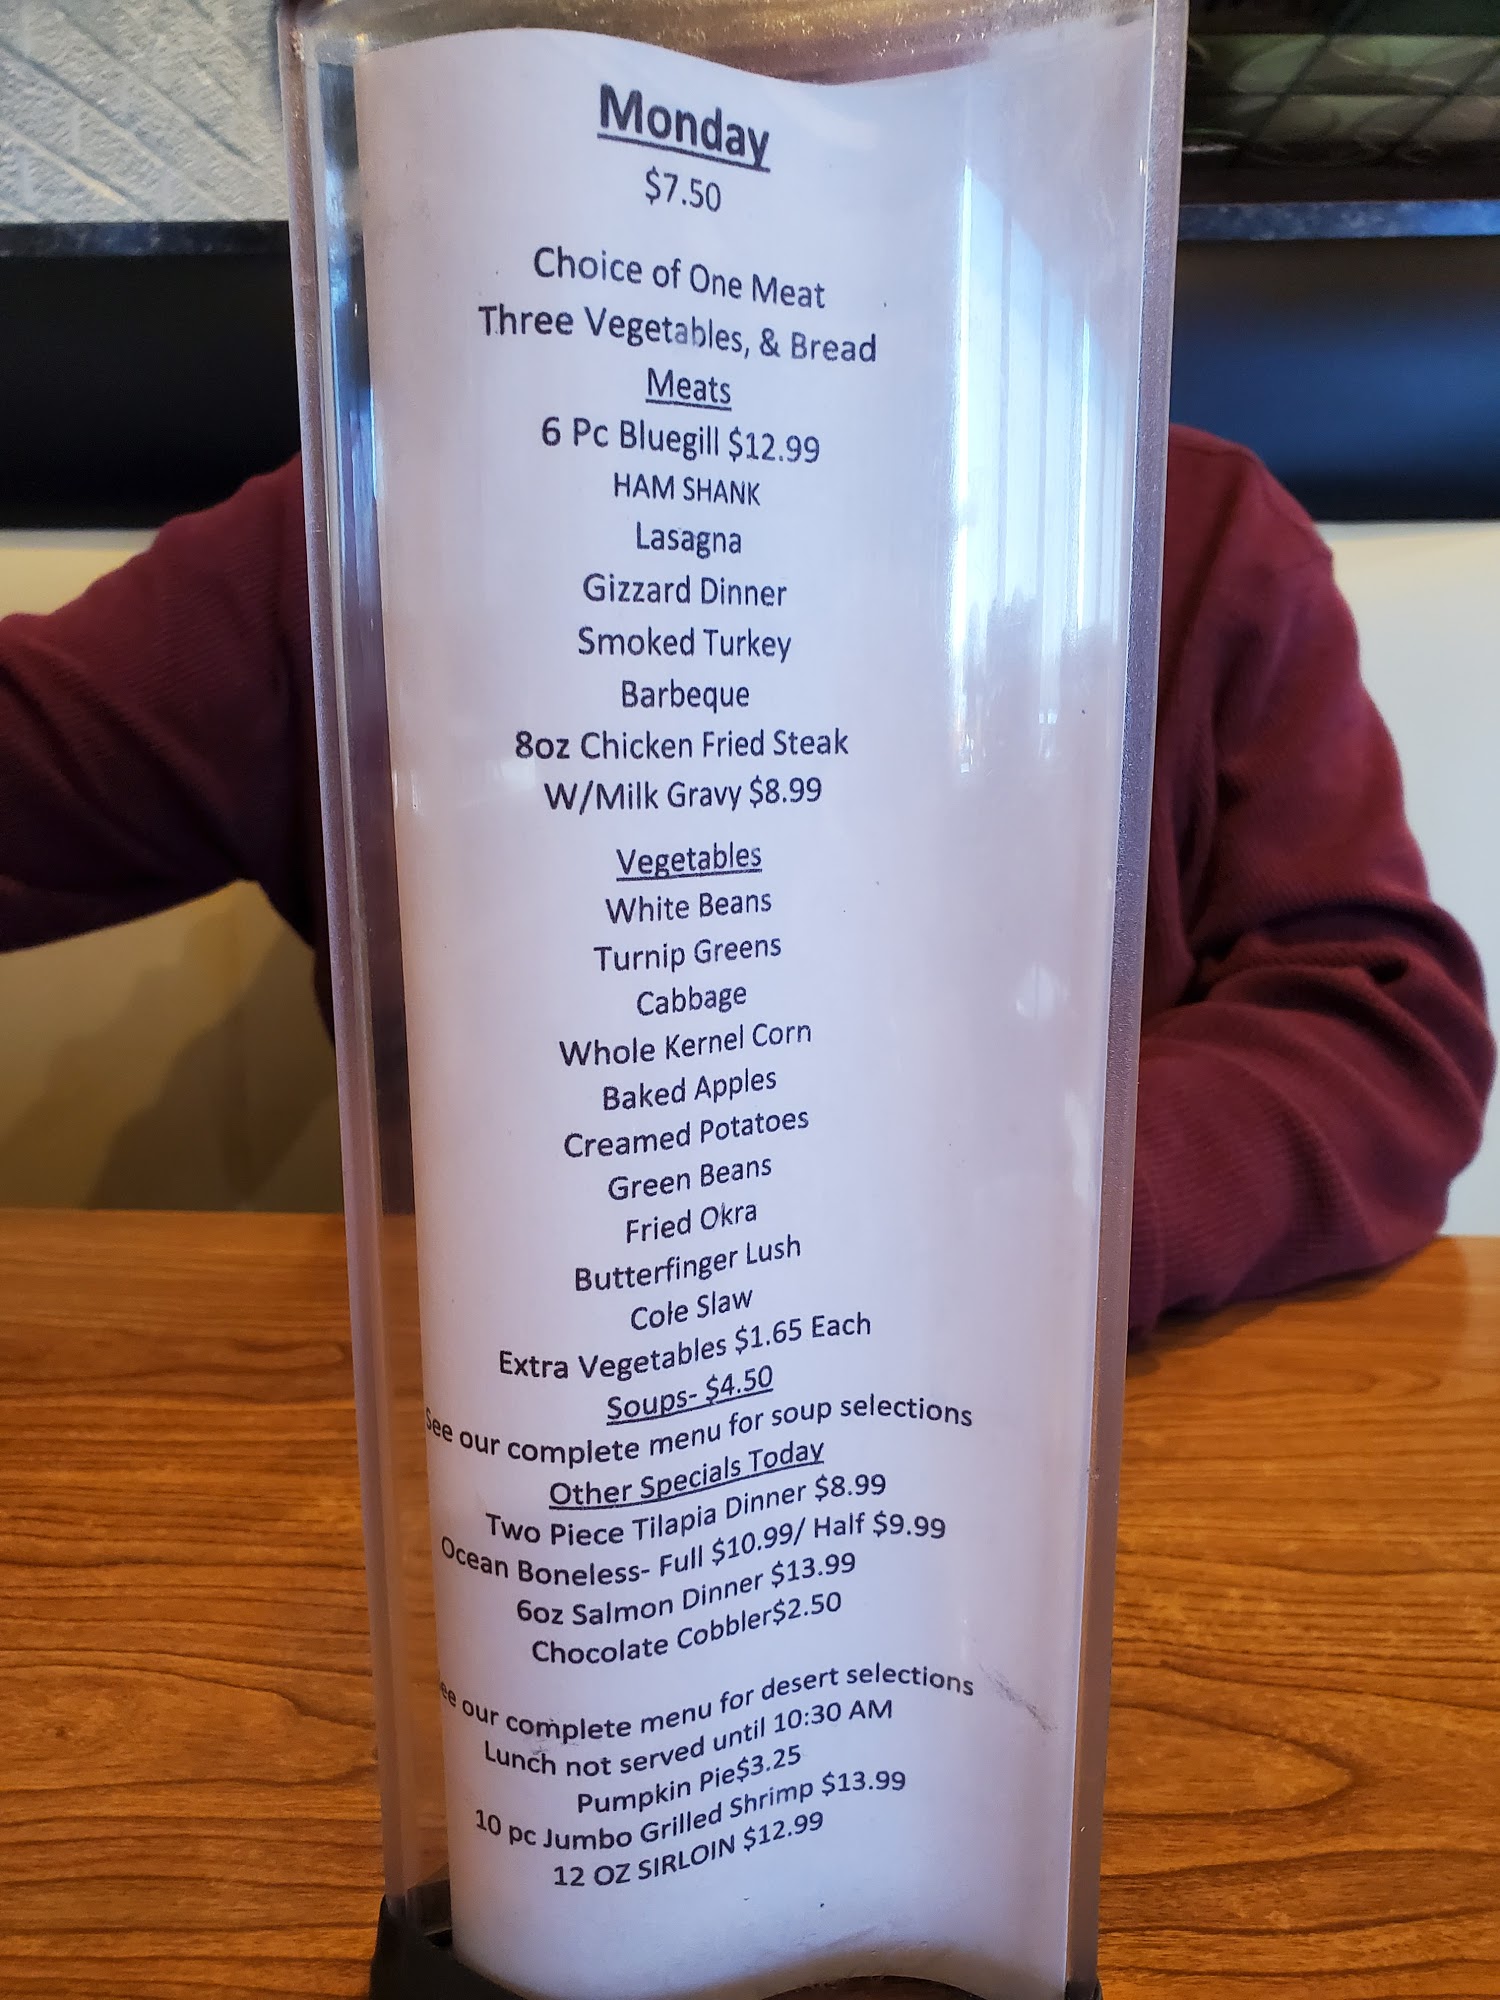 Monday
$7.50
Choice of One Meat
Three Vegetables, & Bread
Meats
6 Pc Bluegill $12.99
HAM SHANK
Lasagna
Gizzard Dinner
Smoked Turkey
Barbeque
8oz Chicken Fried Steak
W/Milk Gravy $8.99
Vegetables
White Beans
Turnip Greens
Cabbage
Whole Kernel Corn
Baked Apples
Creamed Potatoes
Green Beans
Fried Okra
Butterfinger Lush
Cole Slaw
Extra Vegetables $1.65 Each
Soups- $4.50
See our complete menu for soup selections
Other Specials Today
Two Piece Tilapia Dinner $8.99
Ocean Boneless- Full $10.99/ Half $9.99
6oz Salmon Dinner $13.99
Chocolate Cobbler$2.50
ee our complete menu for desert selections
Lunch not served until 10:30 AM
Pumpkin Pie$3.25
10 pc Jumbo Grilled Shrimp $13.99
12 OZ SIRLOIN $12.99